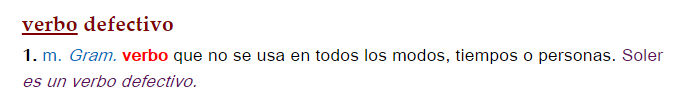 verbo defectivo
1. m. Gram. verbo que no se usa en todos los modos, tiempos o personas. Soler
es un verbo defectivo.